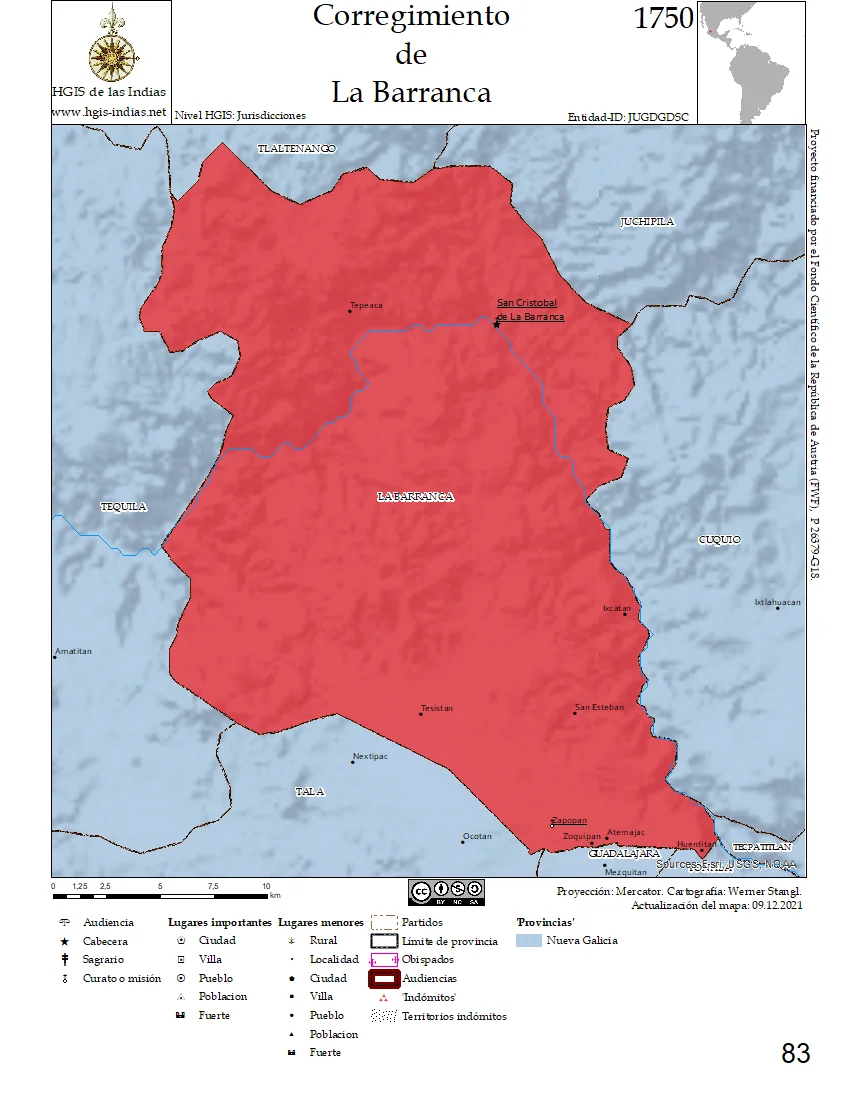 Corregimiento
de
La Barranca
1750
HGIS de las Indias
www.hgis-indias.net
Nivel HGIS: Jurisdicciones
Entidad-ID: JUGDGDSC
Proyecto financiado por el Fondo Científico de la República de Austria (FWF), P 26379-G18.
TLALTENANGO
JUCHIPILA
Tepeaca
San Cristobal
de La Barranca
TEQUILA
LA BARRANCA
CUQUIO
Ixtlahuacan
Ixcatan
Amatitan
Tesistan
San Esteban
Nextipac
TALA
Zapopan
Ocotan
Zoquipan
Atemajac
Huentitan
TEPATITLAN
GUADALAJARA
Sources: Esri, USGS, NOAA
Mezquitan
0 1,25 2,5 5 7,5 10
km
CC BY NC SA
Proyección: Mercator. Cartografía: Werner Stangl.
Actualización del mapa: 09.12.2021
Audiencia
Cabecera
Sagrario
Curato o misión
Lugares importantes
Ciudad
Villa
Pueblo
Poblacion
Fuerte
Lugares menores
Rural
Localidad
Ciudad
Villa
Pueblo
Poblacion
Fuerte
Partidos
Límite de provincia
Obispados
Audiencias
'Indómitos'
Territorios indómitos
'Provincias'
Nueva Galicia
83